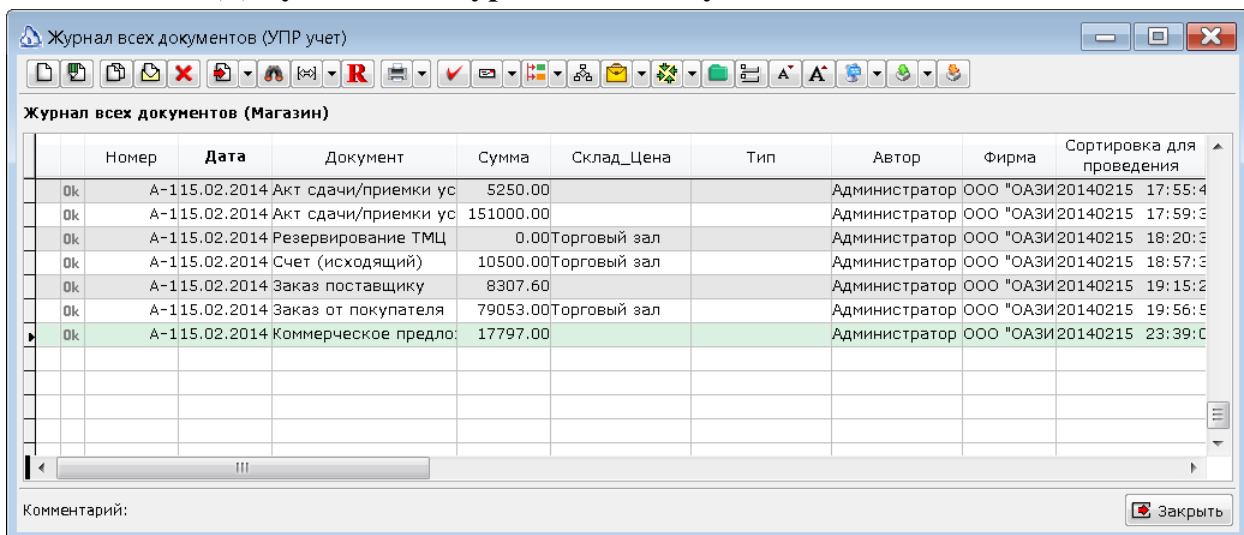 Журнал всех документов (УПР учет)
Журнал всех документов (Магазин)
Номер Дата Документ Сумма Склад_Цена Тип Автор Фирма Сортировка для проведения
Ok А-1 15.02.2014 Акт сдачи/приемки ус 5250.00 Администратор ООО "ОАЗИ 20140215 17:55:4
Ok А-1 15.02.2014 Акт сдачи/приемки ус 151000.00 Администратор ООО "ОАЗИ 20140215 17:59:3
Ok А-1 15.02.2014 Резервирование ТМЦ 0.00 Торговый зал Администратор ООО "ОАЗИ 20140215 18:20:3
Ok А-1 15.02.2014 Счет (исходящий) 10500.00 Торговый зал Администратор ООО "ОАЗИ 20140215 18:57:3
Ok А-1 15.02.2014 Заказ поставщику 8307.60 Администратор ООО "ОАЗИ 20140215 19:15:2
Ok А-1 15.02.2014 Заказ от покупателя 79053.00 Торговый зал Администратор ООО "ОАЗИ 20140215 19:56:5
Ok А-1 15.02.2014 Коммерческое предло 17797.00 Администратор ООО "ОАЗИ 20140215 23:39:0
Комментарий:
Закрыть